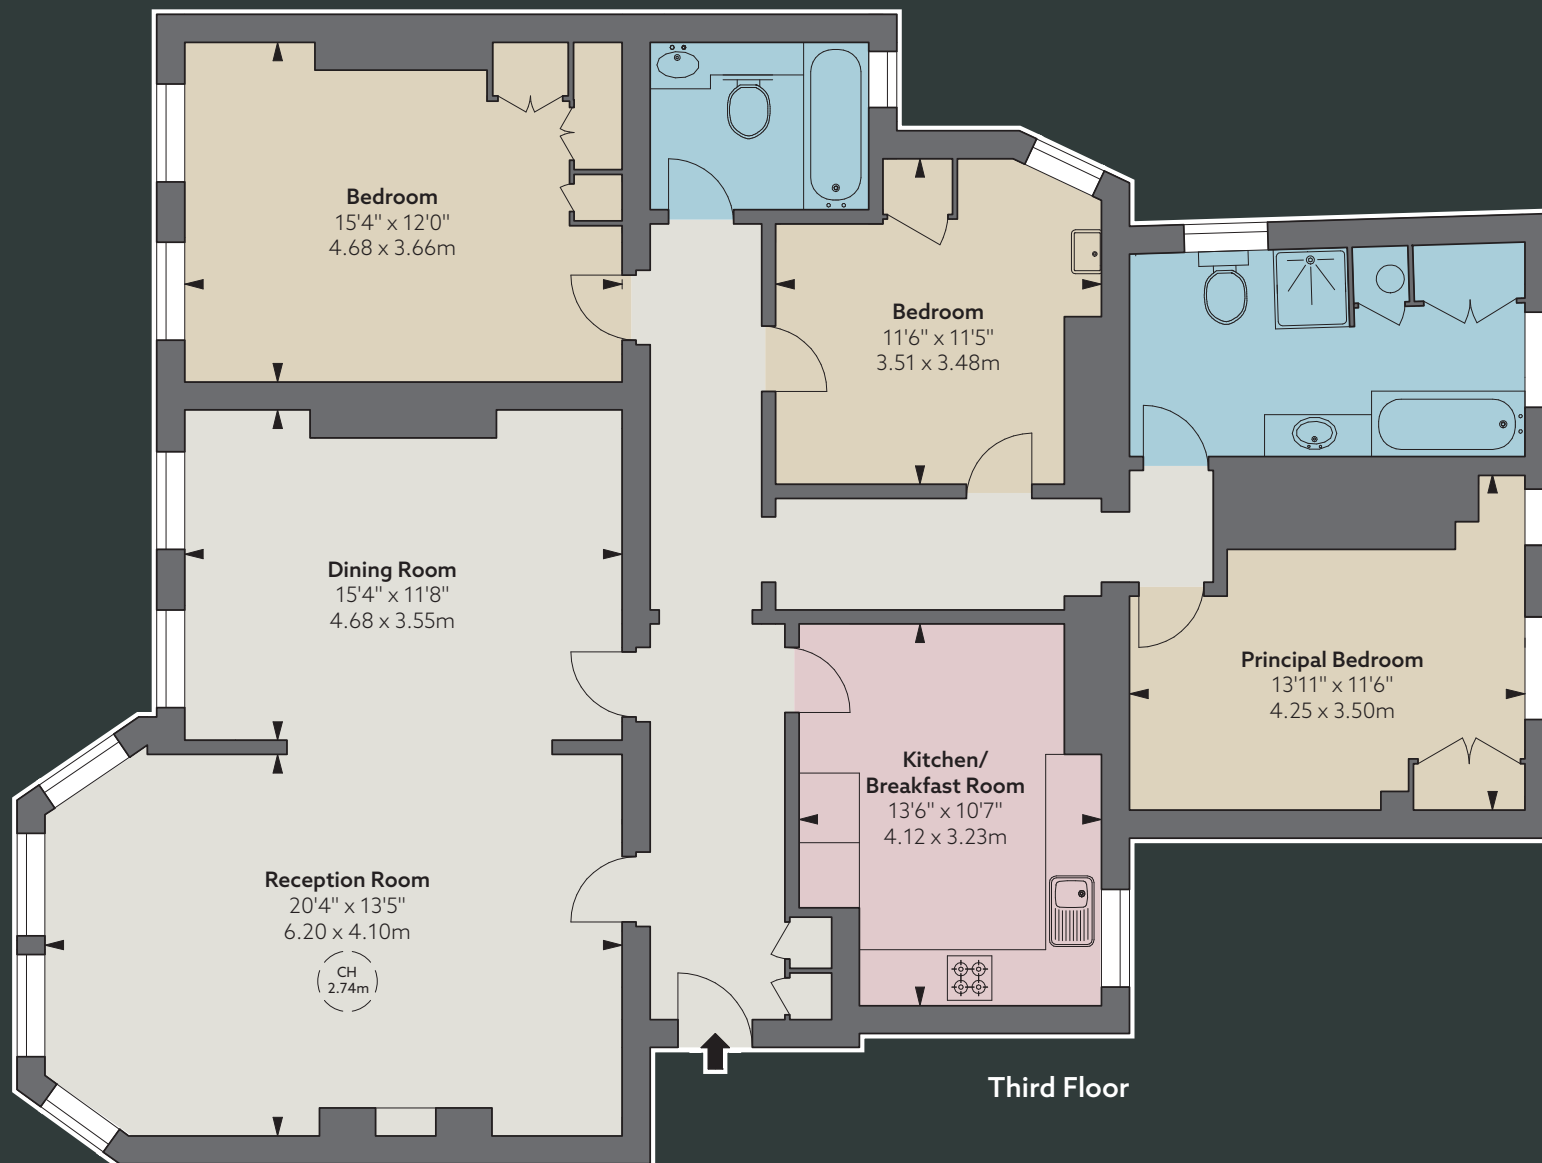 Bedroom
15'4" x 12'0"
4.68 x 3.66m
Bedroom
11'6" x 11'5"
3.51 x 3.48m
Dining Room
15'4" x 11'8"
4.68 x 3.55m
Principal Bedroom
13'11" x 11'6"
4.25 x 3.50m
Kitchen/
Breakfast Room
13'6" x 10'7"
4.12 x 3.23m
Reception Room
20'4" x 13'5"
6.20 x 4.10m
CH
2.74m
Third Floor